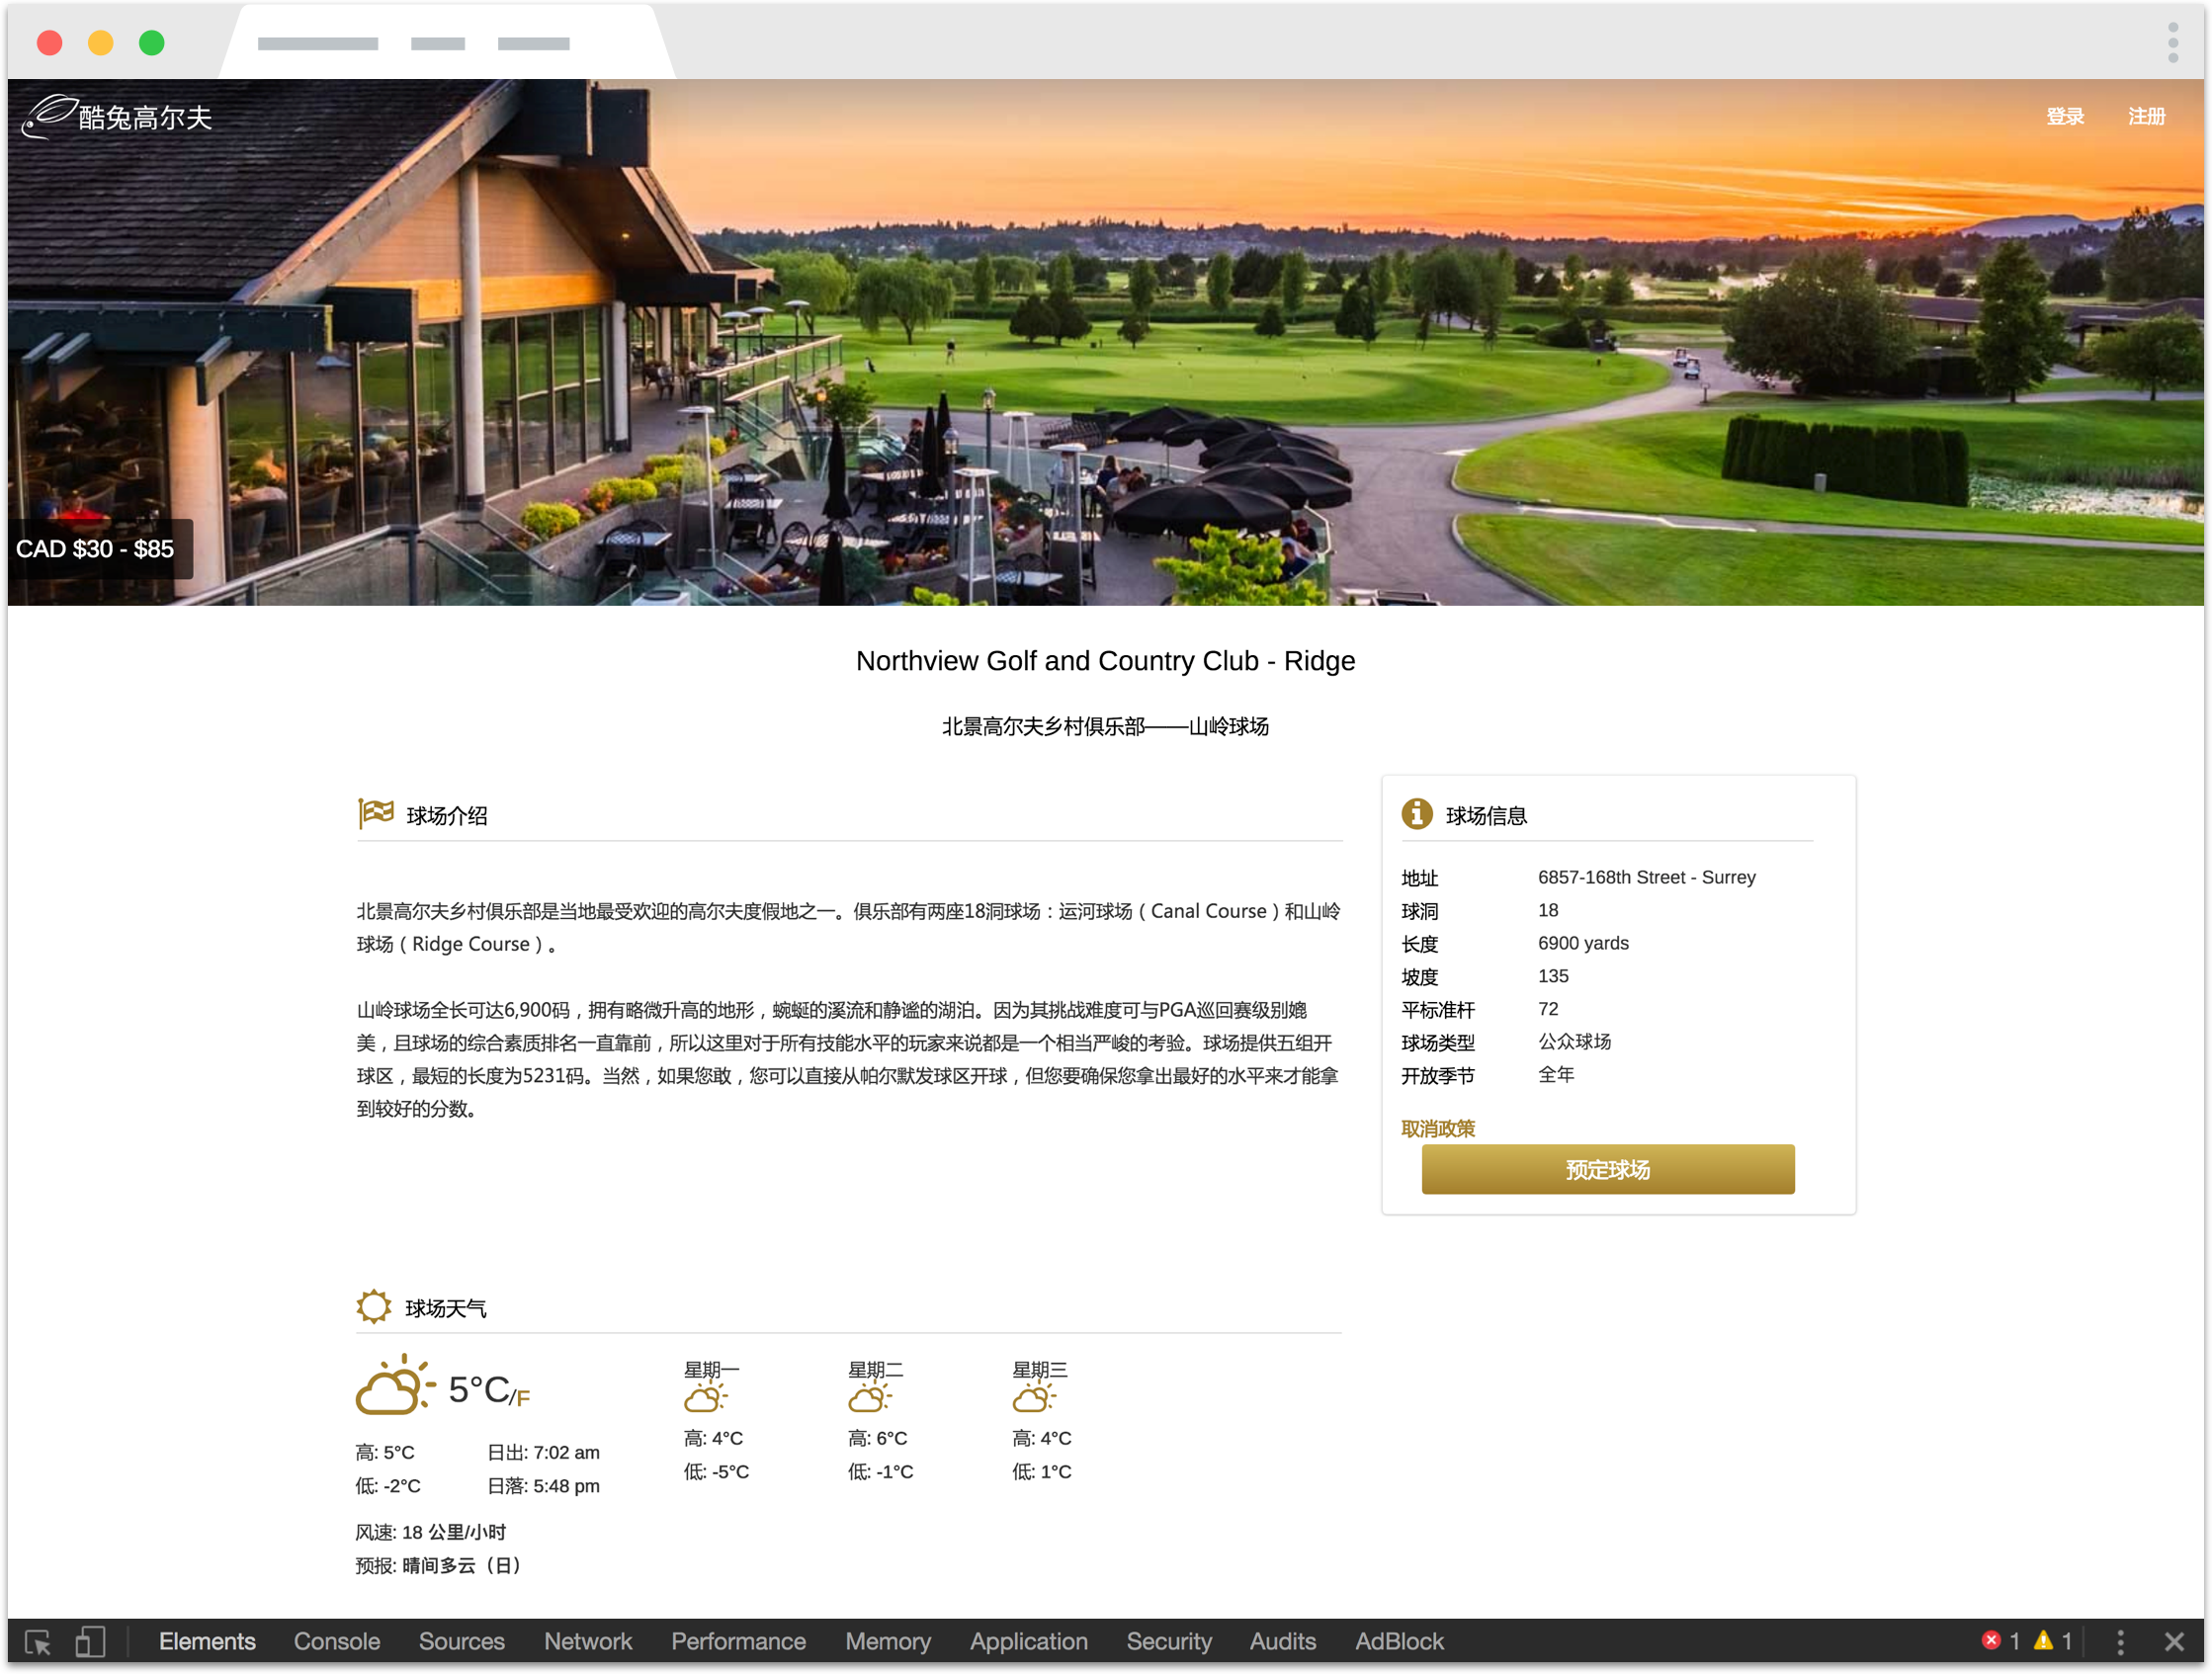 酷兔高尔夫
登录 注册
CAD $30 - $85
Northview Golf and Country Club - Ridge
北景高尔夫乡村俱乐部——山岭球场
球场介绍
北景高尔夫乡村俱乐部是当地最受欢迎的高尔夫度假地之一。俱乐部有两座18洞球场：运河球场（Canal Course）和山岭
球场（Ridge Course）。
山岭球场全长可达6,900码，拥有略微升高的地形，蜿蜒的溪流和静谧的湖泊。因为其挑战难度可与PGA巡回赛级别媲
美，且球场的综合素质排名一直靠前，所以这里对于所有技能水平的玩家来说都是一个相当严峻的考验。球场提供五组开
球区，最短的长度为5231码。当然，如果您敢，您可以直接从帕尔默发球区开球，但您要确保您拿出最好的水平来才能拿
到较好的分数。
球场信息
地址 6857-168th Street - Surrey
球洞 18
长度 6900 yards
坡度 135
平标准杆 72
球场类型 公众球场
开放季节 全年
取消政策
预定球场
球场天气
5°C/F
高: 5°C 日出: 7:02 am
低: -2°C 日落: 5:48 pm
风速: 18 公里/小时
预报: 晴间多云（日）
星期一 星期二 星期三
高: 4°C 高: 6°C 高: 4°C
低: -5°C 低: -1°C 低: 1°C
Elements Console Sources Network Performance Memory Application Security Audits AdBlock 1 1